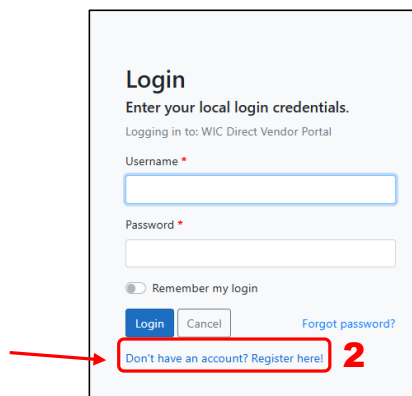 Login
Enter your local login credentials.
Logging in to: WIC Direct Vendor Portal
Username *
Password *
Remember my login
Login Cancel Forgot password?
Don't have an account? Register here! 2